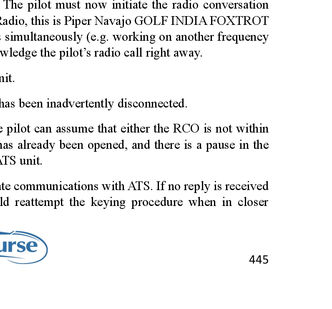 The pilot must now initiate the radio conversation
Radio, this is Piper Navajo GOLF INDIA FOXTROT
simultaneously (e.g. working on another frequency
wledge the pilot's radio call right away.
nit.
has been inadvertently disconnected.
e pilot can assume that either the RCO is not within
has already been opened, and there is a pause in the
ATS unit.
te communications with ATS. If no reply is received
ld reattempt the keying procedure when in closer
urse
445